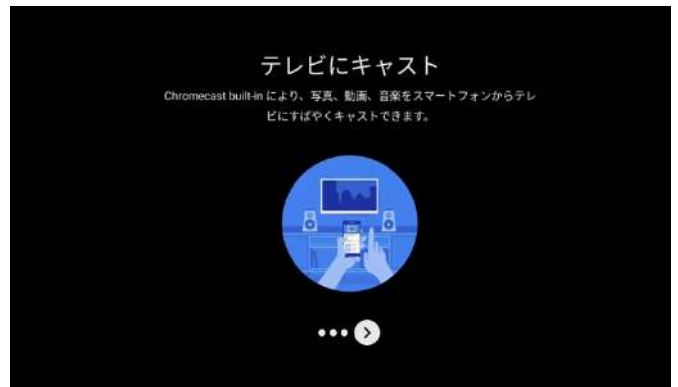 テレビにキャスト
Chromecast built-in により、写真、動画、音楽をスマートフォンからテレ
ビにすばやくキャストできます。